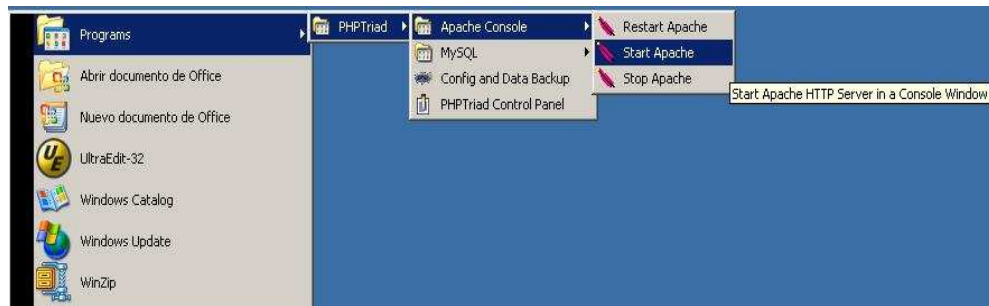 Programs
Abrir documento de Office
Nuevo documento de Office
UltraEdit-32
Windows Catalog
Windows Update
WinZip
PHPTriad
Apache Console
MySQL
Config and Data Backup
PHPTriad Control Panel
Restart Apache
Start Apache
Stop Apache
Start Apache HTTP Server in a Console Window